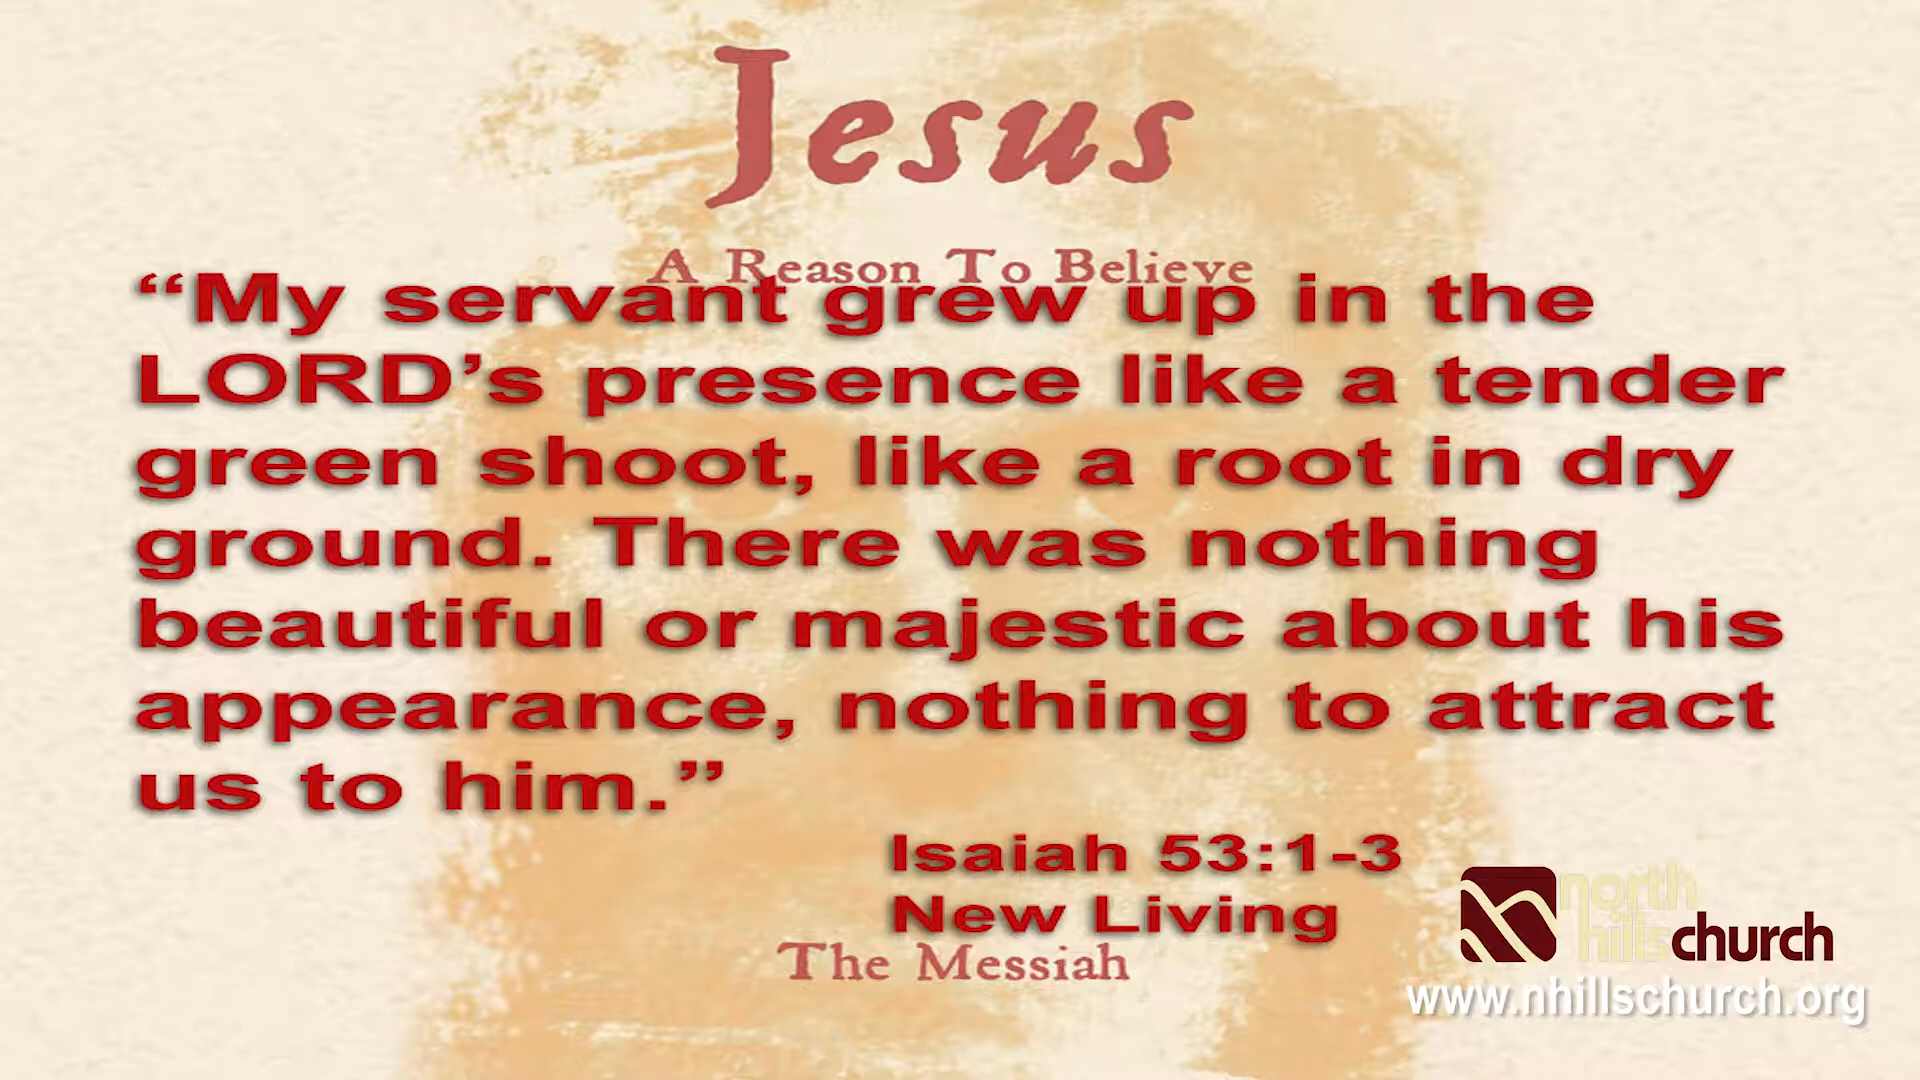 Jesus
A Reason To Believe
“My servant grew up in the
LORD’s presence like a tender
green shoot, like a root in dry
ground. There was nothing
beautiful or majestic about his
appearance, nothing to attract
us to him.”
Isaiah 53:1-3
New Living
The Messiah
north
hillschurch
www.nhillschurch.org